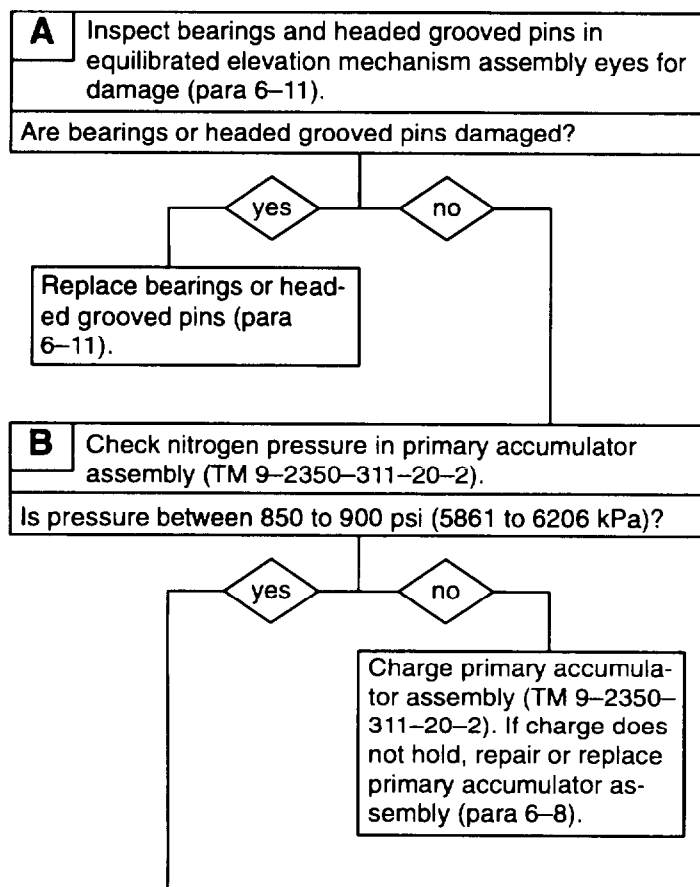 A
Inspect bearings and headed grooved pins in
equilibrated elevation mechanism assembly eyes for
damage (para 6–11).
Are bearings or headed grooved pins damaged?
yes
no
Replace bearings or head-
ed grooved pins (para
6–11).
B
Check nitrogen pressure in primary accumulator
assembly (TM 9–2350–311–20–2).
Is pressure between 850 to 900 psi (5861 to 6206 kPa)?
yes
no
Charge primary accumula-
tor assembly (TM 9–2350–
311–20–2). If charge does
not hold, repair or replace
primary accumulator as-
sembly (para 6–8).